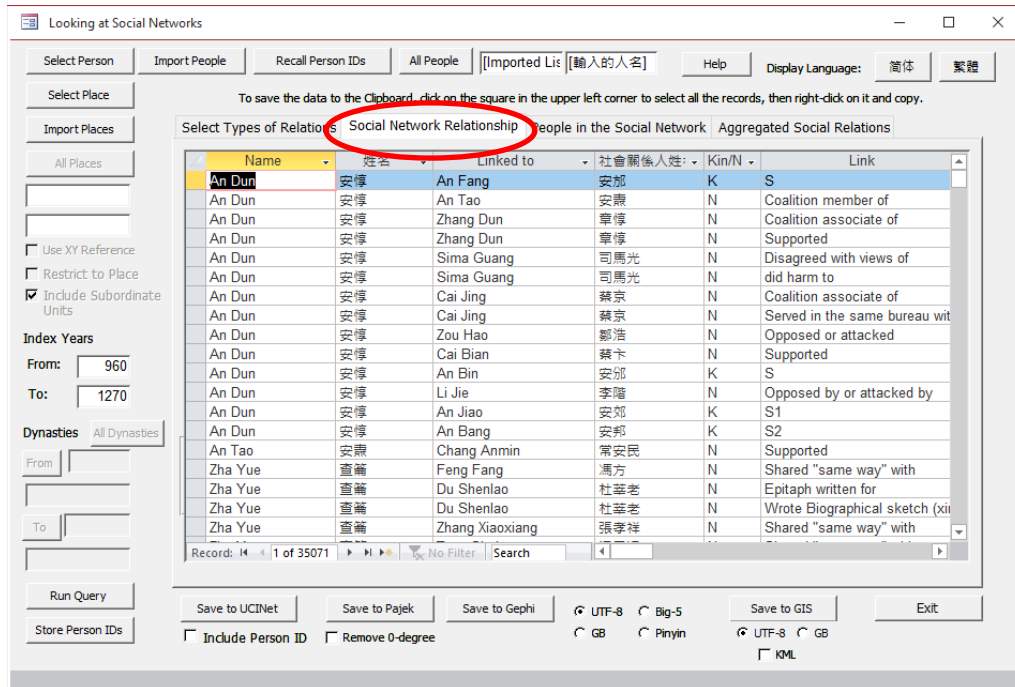 Looking at Social Networks
Select Person Import People Recall Person IDs All People [Imported Lis [輸入的人名] Help Display Language: 简体 繁體
Select Place To save the data to the Clipboard, click on the square in the upper left corner to select all the records, then right-click on it and copy.
Import Places Select Types of Relations Social Network Relationship People in the Social Network Aggregated Social Relations
All Places
Name 姓名 Linked to 社會關係人姓 Kin/N Link
An Dun 安惇 An Fang 安邡 K S
An Dun 安惇 An Tao 安燾 N Coalition member of
An Dun 安惇 Zhang Dun 章惇 N Coalition associate of
An Dun 安惇 Zhang Dun 章惇 N Supported
An Dun 安惇 Sima Guang 司馬光 N Disagreed with views of
An Dun 安惇 Sima Guang 司馬光 N did harm to
An Dun 安惇 Cai Jing 蔡京 N Coalition associate of
An Dun 安惇 Cai Jing 蔡京 N Served in the same bureau wit
An Dun 安惇 Zou Hao 鄒浩 N Opposed or attacked
An Dun 安惇 Cai Bian 蔡卞 N Supported
An Dun 安惇 An Bin 安邠 K S
An Dun 安惇 Li Jie 李階 N Opposed by or attacked by
An Dun 安惇 An Jiao 安郊 K S1
An Dun 安惇 An Bang 安邦 K S2
An Tao 安燾 Chang Anmin 常安民 N Supported
Zha Yue 查籥 Feng Fang 馮方 N Shared "same way" with
Zha Yue 查籥 Du Shenlao 杜莘老 N Epitaph written for
Zha Yue 查籥 Du Shenlao 杜莘老 N Wrote Biographical sketch (xin
Zha Yue 查籥 Zhang Xiaoxiang 張孝祥 N Shared "same way" with
Record: 1 of 35071 No Filter Search
Use XY Reference
Restrict to Place
Include Subordinate
Units
Index Years
From: 960
To: 1270
Dynasties All Dynasties
From
To
Run Query
Store Person IDs
Save to UCINet Save to Pajek Save to Gephi UTF-8 Big-5 Save to GIS Exit
Include Person ID Remove 0-degree GB Pinyin UTF-8 GB
KML